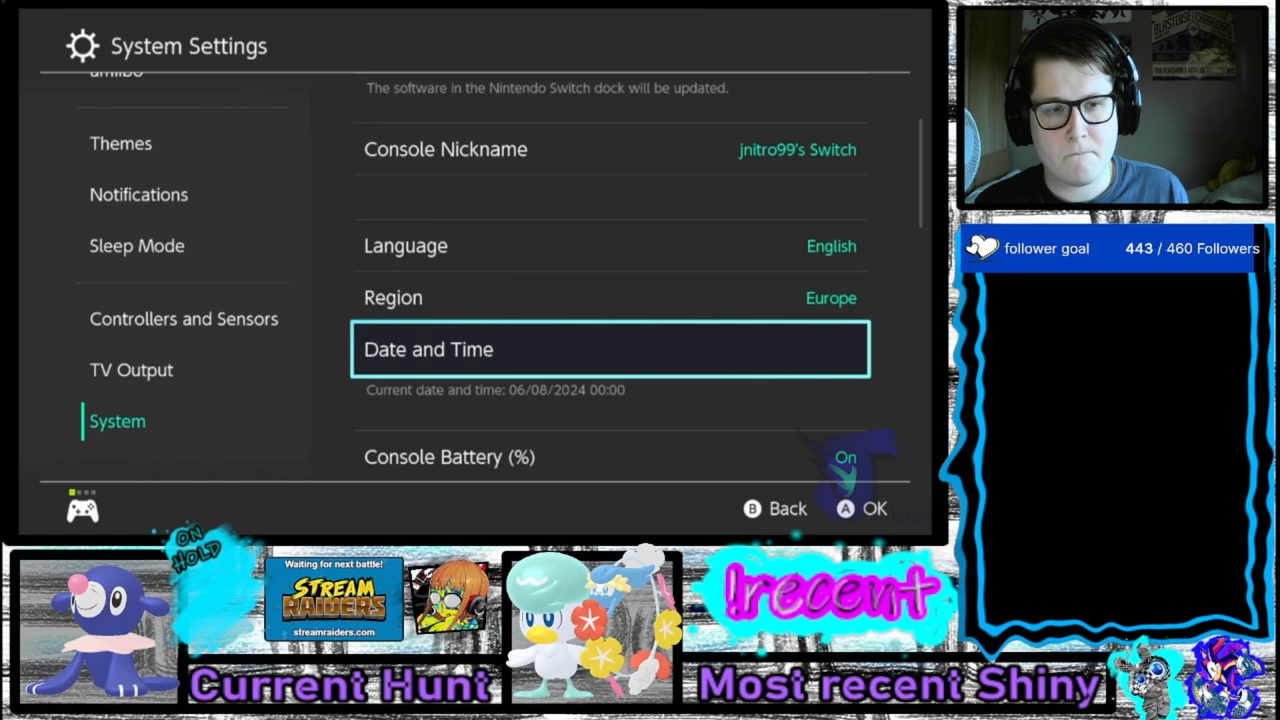 System Settings
amiibo
Themes
Notifications
Sleep Mode
Controllers and Sensors
TV Output
System
The software in the Nintendo Switch dock will be updated.
Console Nickname jnitro99's Switch
Language English
Region Europe
Date and Time
Current date and time: 06/08/2024 00:00
Console Battery (%) On
B Back A OK
follower goal 443 / 460 Followers
ON
HOLD
Waiting for next battle!
STREAM
RAIDERS
streamraiders.com
!recent
Current Hunt
Most recent Shiny